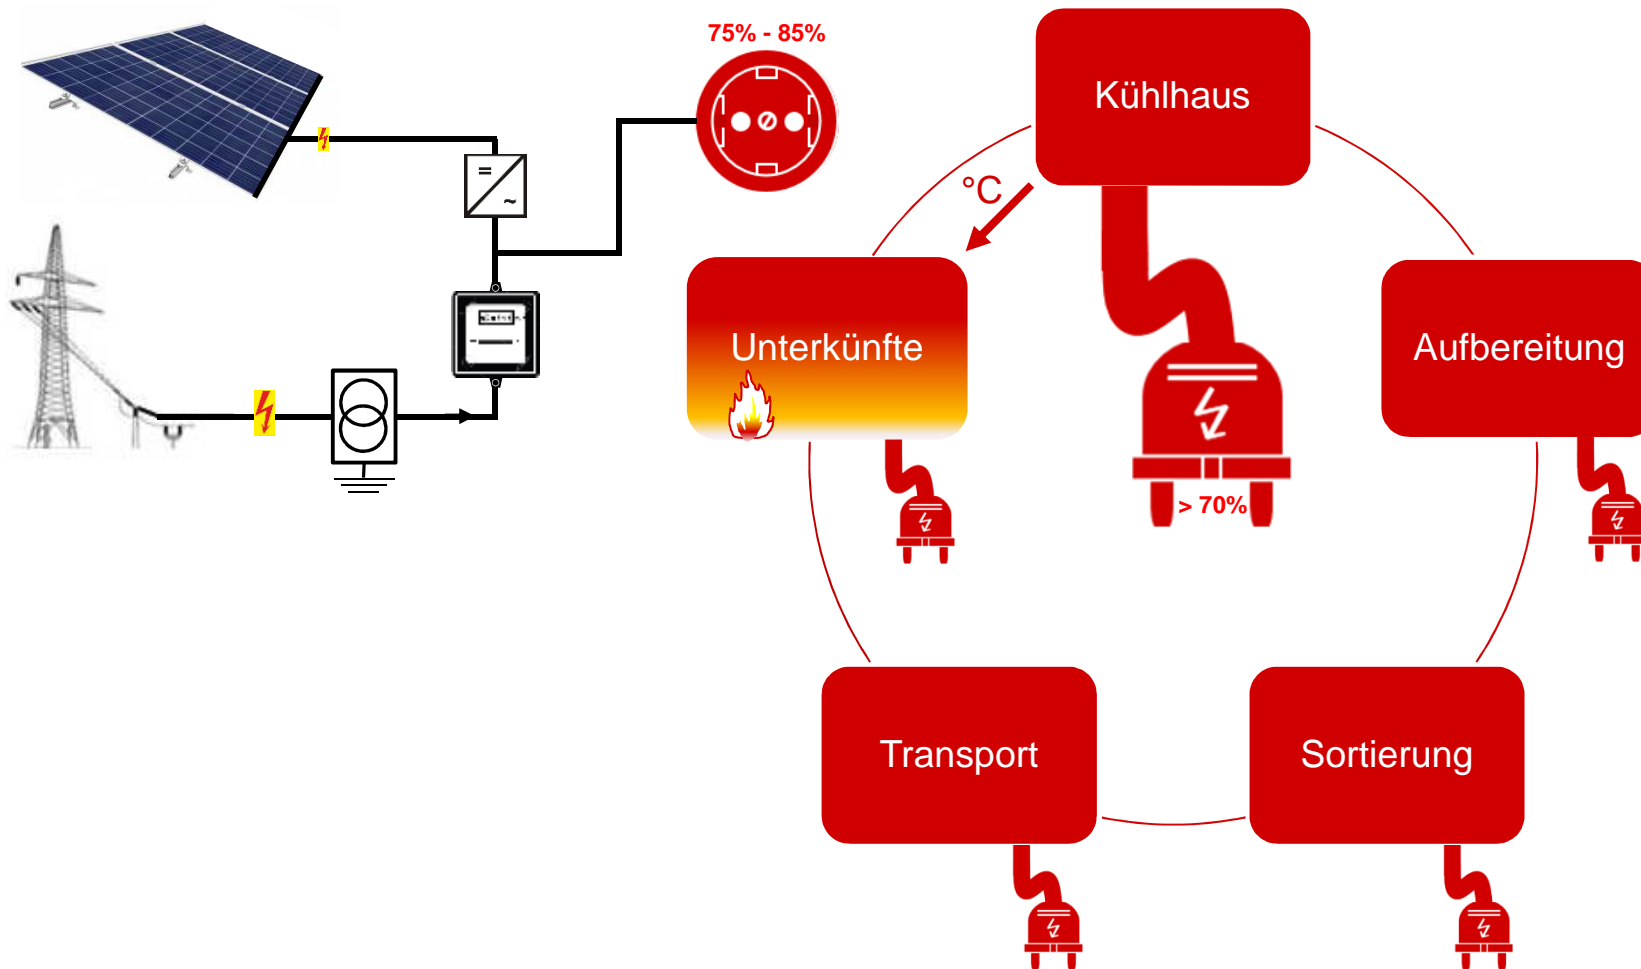 75% - 85%
Kühlhaus
°C
Unterkünfte
Aufbereitung
> 70%
Transport
Sortierung